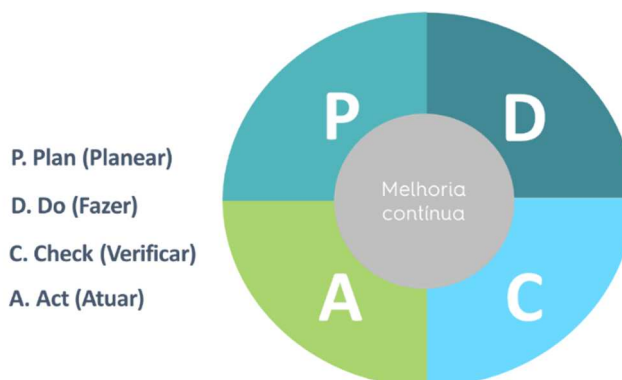 P. Plan (Planear)
D. Do (Fazer)
C. Check (Verificar)
A. Act (Atuar)
P
D
Melhoria
contínua
A
C